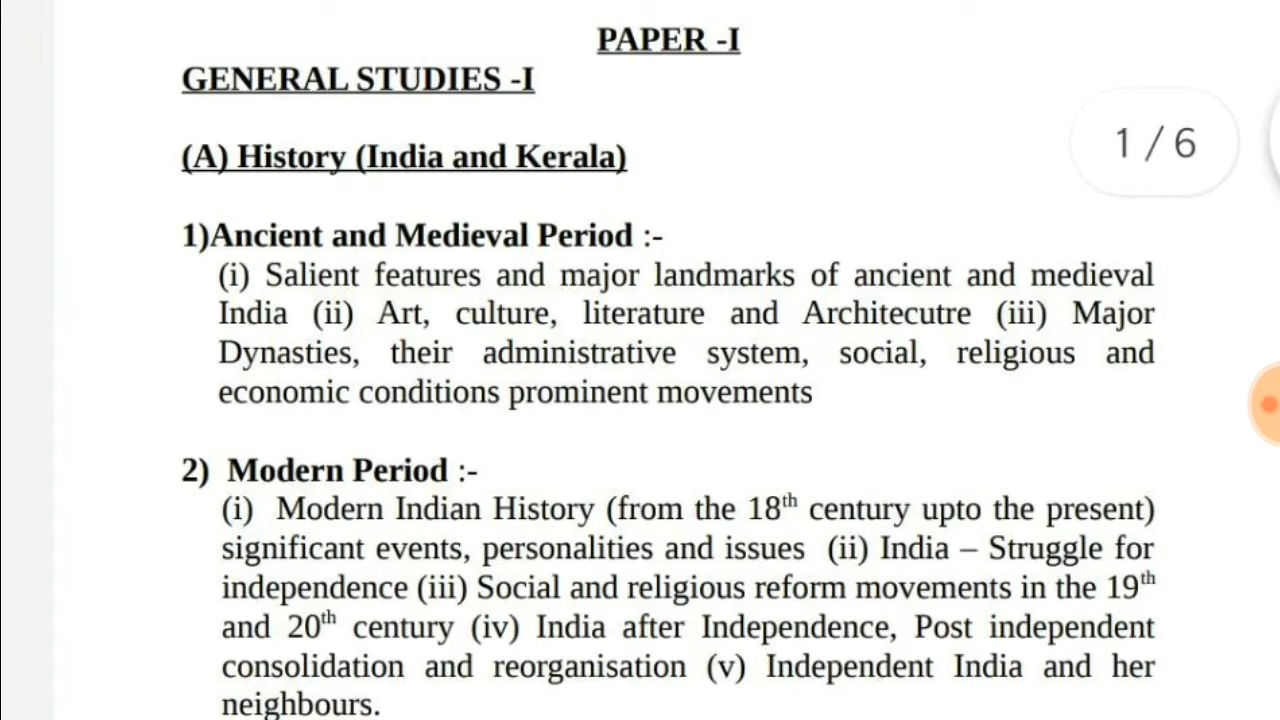 PAPER -I
GENERAL STUDIES -I
(A) History (India and Kerala)
1 / 6
1)Ancient and Medieval Period :-
(i) Salient features and major landmarks of ancient and medieval
India (ii) Art, culture, literature and Architecutre (iii) Major
Dynasties, their administrative system, social, religious and
economic conditions prominent movements
2) Modern Period :-
(i) Modern Indian History (from the 18th century upto the present)
significant events, personalities and issues (ii) India – Struggle for
independence (iii) Social and religious reform movements in the 19th
and 20th century (iv) India after Independence, Post independent
consolidation and reorganisation (v) Independent India and her
neighbours.